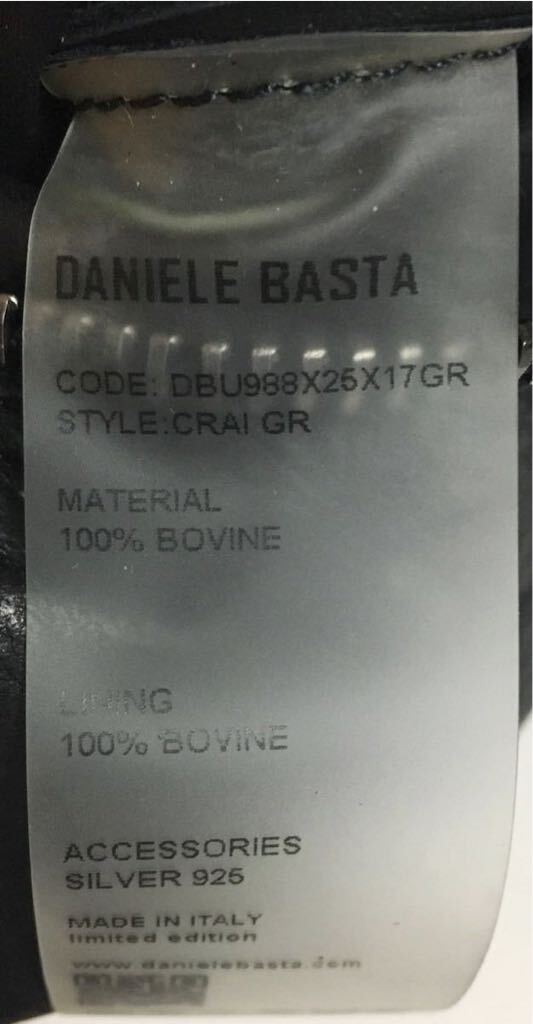 DANIELE BASTA
CODE: DBU988X25X17GR
STYLE:CRAI GR
MATERIAL
100% BOVINE
LINING
100% BOVINE
ACCESSORIES
SILVER 925
MADE IN ITALY
limited edition
www.danielebasta.com